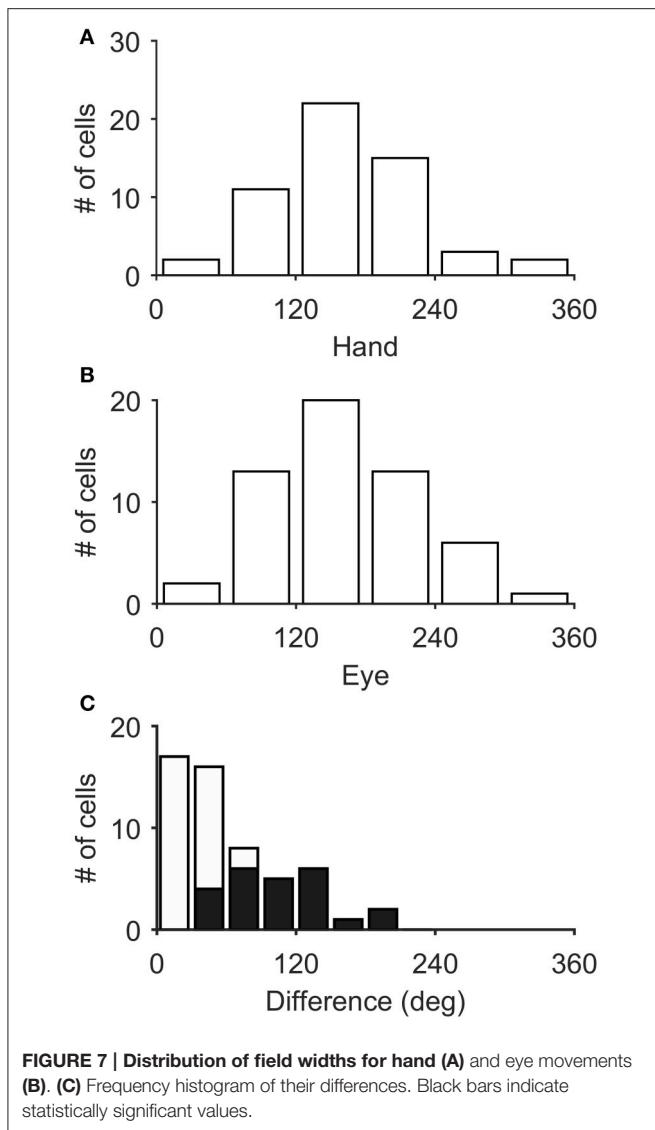 A
30
20
10
0
# of cells
0 120 240 360
Hand
B
20
10
0
# of cells
0 120 240 360
Eye
C
20
10
0
# of cells
0 120 240 360
Difference (deg)
FIGURE 7 | Distribution of field widths for hand (A) and eye movements
(B). (C) Frequency histogram of their differences. Black bars indicate
statistically significant values.